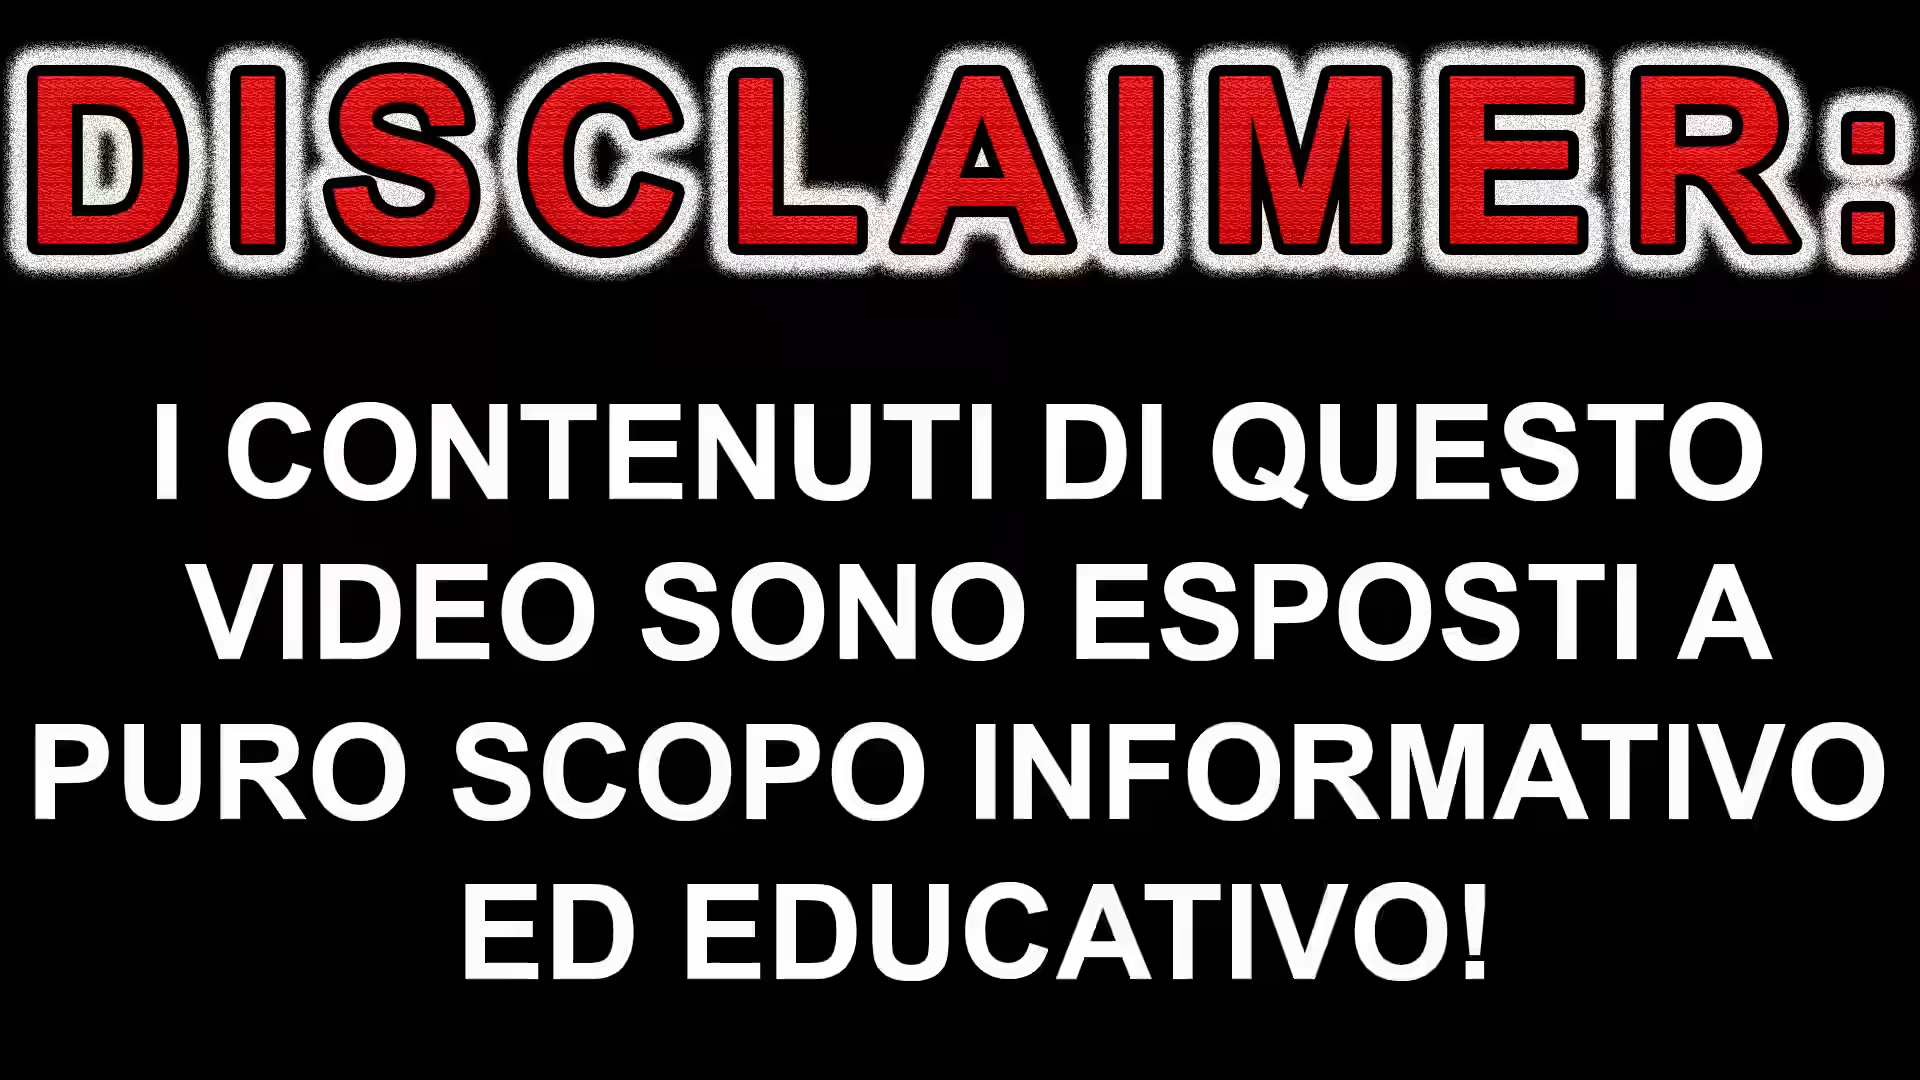 DISCLAIMER:
I CONTENUTI DI QUESTO
VIDEO SONO ESPOSTI A
PURO SCOPO INFORMATIVO
ED EDUCATIVO!